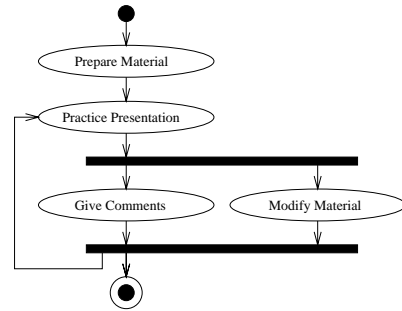 Prepare Material
Practice Presentation
Give Comments
Modify Material